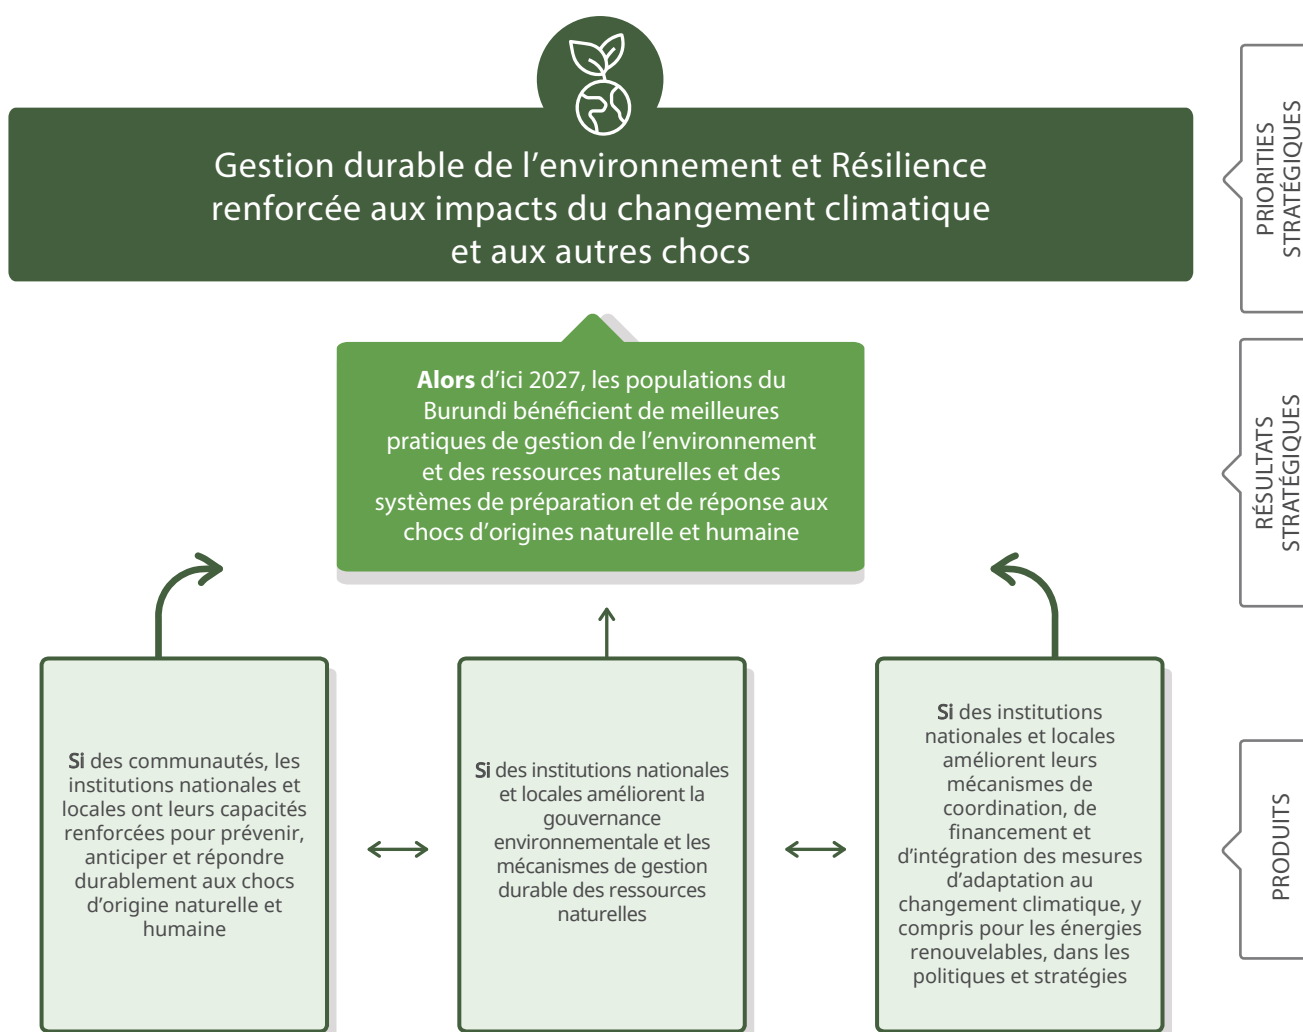 Gestion durable de l’environnement et Résilience
renforcée aux impacts du changement climatique
et aux autres chocs
PRIORITIES
STRATÉGIQUES
Alors d’ici 2027, les populations du
Burundi bénéficient de meilleures
pratiques de gestion de l’environnement
et des ressources naturelles et des
systèmes de préparation et de réponse aux
chocs d’origines naturelle et humaine
RÉSULTATS
STRATÉGIQUES
Si des communautés, les
institutions nationales et
locales ont leurs capacités
renforcées pour prévenir,
anticiper et répondre
durablement aux chocs
d’origine naturelle et
humaine
Si des institutions nationales
et locales améliorent la
gouvernance
environnementale et les
mécanismes de gestion
durable des ressources
naturelles
Si des institutions
nationales et locales
améliorent leurs
mécanismes de
coordination, de
financement et
d’intégration des mesures
d’adaptation au
changement climatique, y
compris pour les énergies
renouvelables, dans les
politiques et stratégies
PRODUITS